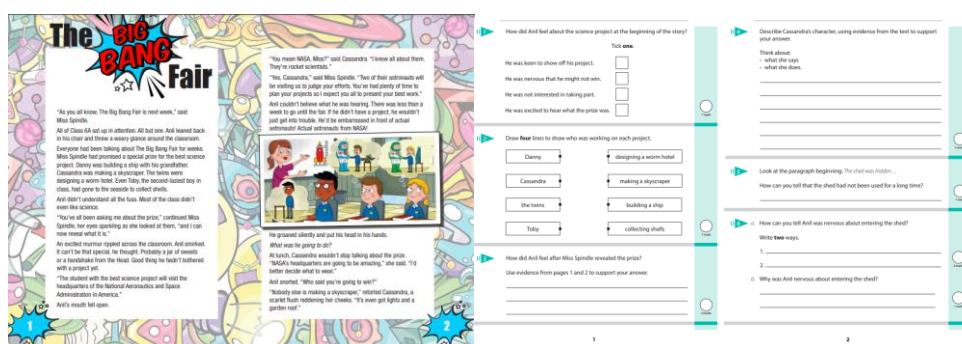 The
BIG
BANG
Fair
"As you all know, The Big Bang Fair is next week," said
Miss Spindle.
All of Class 6A sat up in attention. All but one. Anil leaned back
in his chair and threw a weary glance around the classroom.
Everyone had been talking about The Big Bang Fair for weeks.
Miss Spindle had promised a special prize for the best science
project. Danny was building a ship with his grandfather.
Cassandra was making a skyscraper. The twins were
designing a worm hotel. Even Toby, the second-laziest boy in
class, had gone to the seaside to collect shells.
Anil didn't understand all the fuss. Most of the class didn't
even like science.
"You've all been asking me about the prize," continued Miss
Spindle, her eyes sparkling as she looked at them, "and I can
now reveal what it is."
An excited murmur rippled across the classroom. Anil smirked.
It can't be that special, he thought. Probably a jar of sweets
or a handshake from the Head. Good thing he hadn't bothered
with a project yet.
"The student with the best science project will visit the
headquarters of the National Aeronautics and Space
Administration in America."
Anil's mouth fell open.
1
"You mean NASA, Miss?" said Cassandra. "I know all about them.
They're rocket scientists."
"Yes, Cassandra," said Miss Spindle. "Two of their astronauts will
be visiting us to judge your efforts. You've had plenty of time to
plan your projects so I expect you all to present your best work."
Anil couldn't believe what he was hearing. There was less than a
week to go until the fair. If he didn't have a project, he wouldn't
just get into trouble. He'd be embarrassed in front of actual
astronauts! Actual astronauts from NASA!
He groaned silently and put his head in his hands.
What was he going to do?
At lunch, Cassandra wouldn't stop talking about the prize.
"NASA's headquarters are going to be amazing," she said. "I'd
better decide what to wear."
Anil snorted. "Who said you're going to win?"
"Nobody else is making a skyscraper," retorted Cassandra, a
scarlet flush reddening her cheeks. "It's even got lights and a
garden roof."
2
How did Anil feel about the science project at the beginning of the story?
Tick one.
He was keen to show off his project.
He was nervous that he might not win.
He was not interested in taking part.
He was excited to hear what the prize was.
Draw four lines to show who was working on each project.
Danny
designing a worm hotel
Cassandra
making a skyscraper
the twins
building a ship
Toby
collecting shells
How did Anil feel after Miss Spindle revealed the prize?
Use evidence from pages 1 and 2 to support your answer.
1
Describe Cassandra's character, using evidence from the text to support
your answer.
Think about:
- what she says
- what she does.
Look at the paragraph beginning: The shed was hidden...
How can you tell that the shed had not been used for a long time?
a. How can you tell Anil was nervous about entering the shed?
Write two ways.
1.
2.
b. Why was Anil nervous about entering the shed?
2